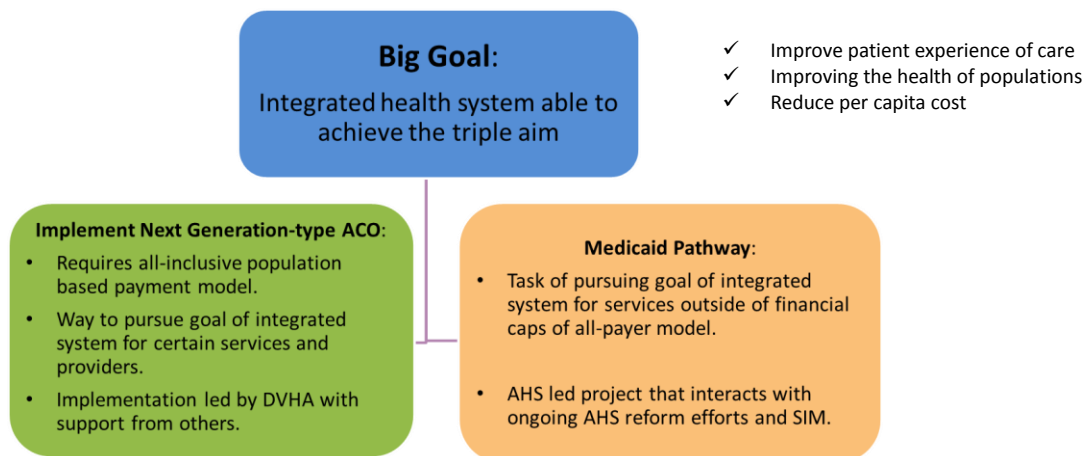 Big Goal:
Integrated health system able to
achieve the triple aim
✓ Improve patient experience of care
✓ Improving the health of populations
✓ Reduce per capita cost
Implement Next Generation-type ACO:
• Requires all-inclusive population
based payment model.
• Way to pursue goal of integrated
system for certain services and
providers.
• Implementation led by DVHA with
support from others.
Medicaid Pathway:
• Task of pursuing goal of integrated
system for services outside of financial
caps of all-payer model.
• AHS led project that interacts with
ongoing AHS reform efforts and SIM.